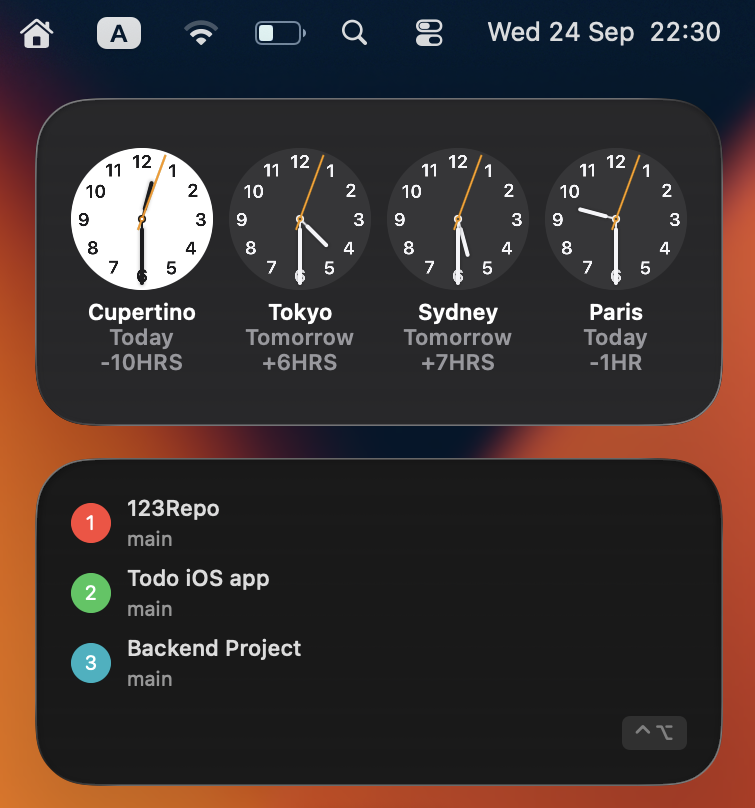 A
Wed 24 Sep 22:30
12 1 2 3 4 5 6 7 8 9 10 11
12 1 2 3 4 5 6 7 8 9 10 11
12 1 2 3 4 5 6 7 8 9 10 11
12 1 2 3 4 5 6 7 8 9 10 11
Cupertino Tokyo Sydney Paris
Today Tomorrow Tomorrow Today
-10HRS +6HRS +7HRS -1HR
1 123Repo
main
2 Todo iOS app
main
3 Backend Project
main
⌃⌥